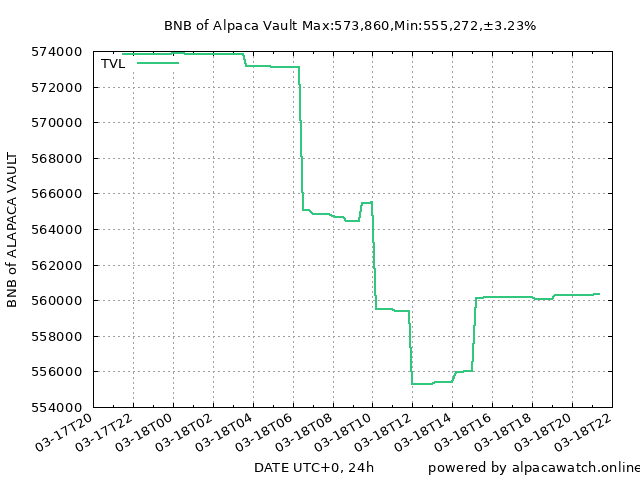 BNB of Alpaca Vault Max:573,860,Min:555,272,±3.23%
TVL
BNB of ALAPACA VAULT
574000
572000
570000
568000
566000
564000
562000
560000
558000
556000
554000
03-17T20
03-17T22
03-18T00
03-18T02
03-18T04
03-18T06
03-18T08
03-18T10
03-18T12
03-18T14
03-18T16
03-18T18
03-18T20
03-18T22
DATE UTC+0, 24h
powered by alpacawatch.online